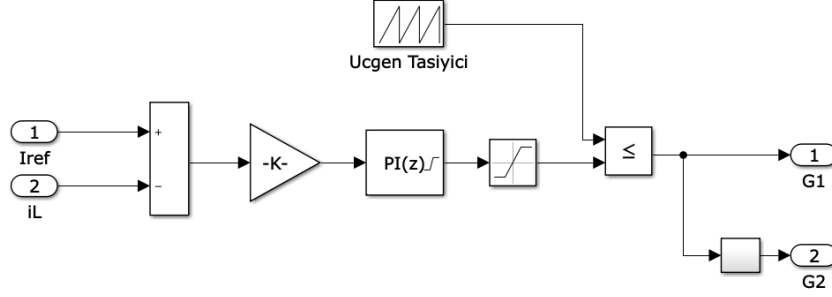 Ucgen Tasiyici
1
+
Iref
-K-
PI(z)
≤
1
G1
2
−
iL
2
G2